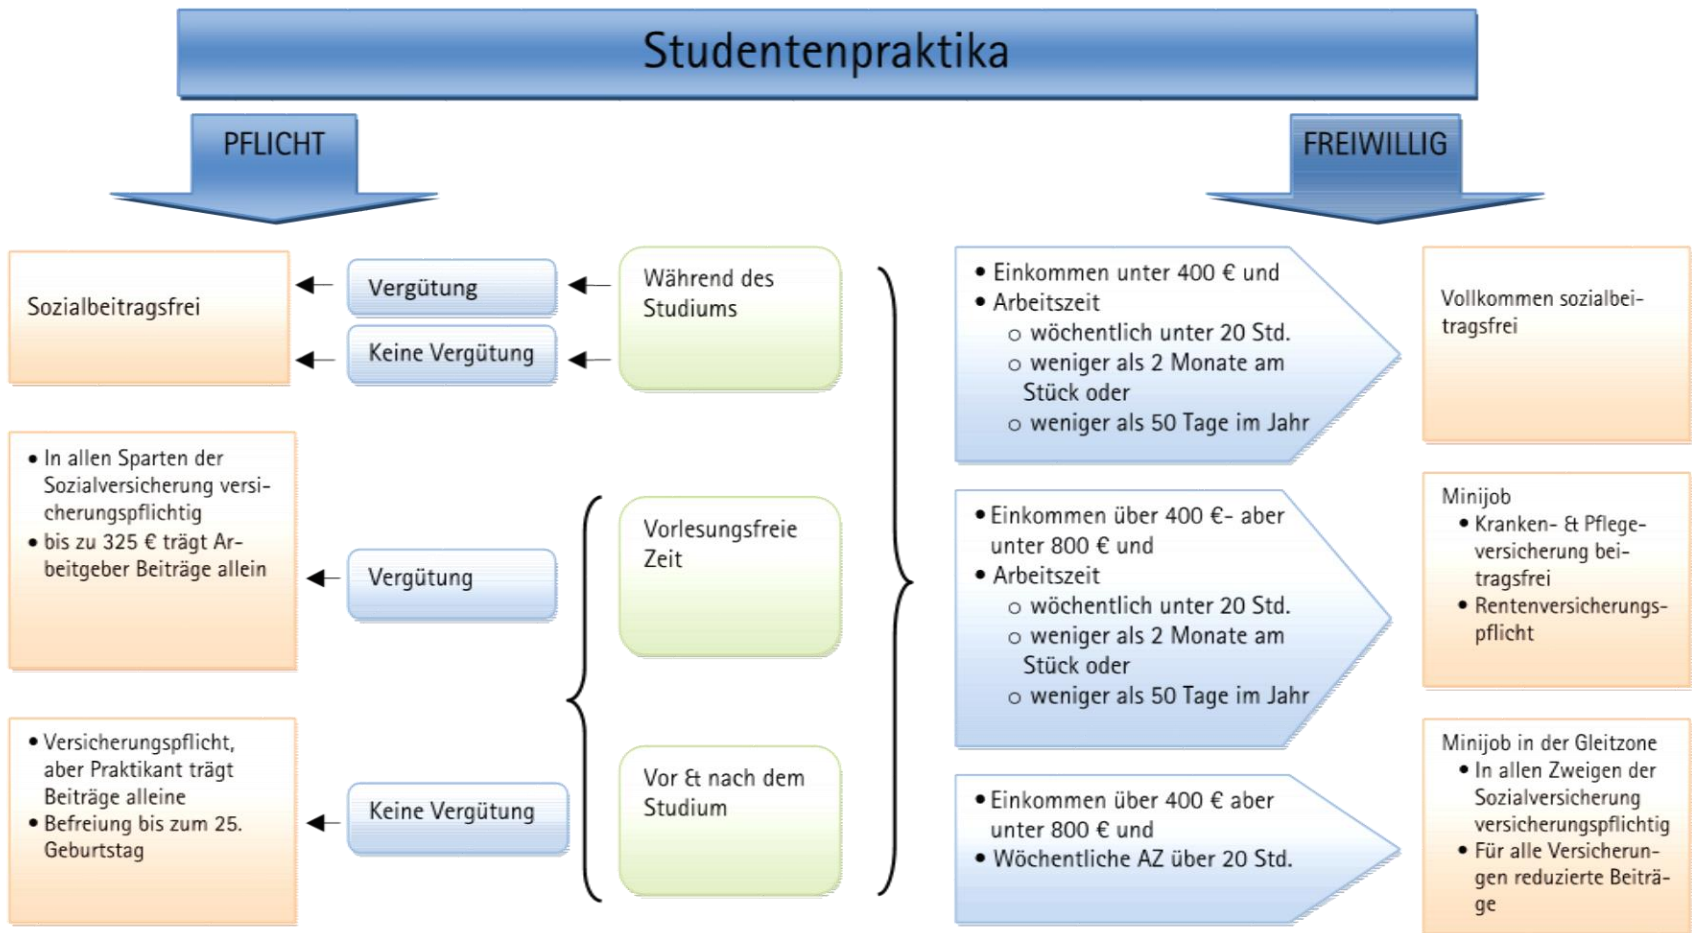 Studentenpraktika
PFLICHT
FREIWILLIG
Sozialbeitragsfrei
Vergütung
Keine Vergütung
Während des
Studiums
• In allen Sparten der
Sozialversicherung versi-
cherungspflichtig
• bis zu 325 € trägt Ar-
beitgeber Beiträge allein
Vergütung
Vorlesungsfreie
Zeit
• Versicherungspflicht,
aber Praktikant trägt
Beiträge alleine
• Befreiung bis zum 25.
Geburtstag
Keine Vergütung
Vor & nach dem
Studium
• Einkommen unter 400 € und
• Arbeitszeit
o wöchentlich unter 20 Std.
o weniger als 2 Monate am
Stück oder
o weniger als 50 Tage im Jahr
Vollkommen sozialbei-
tragsfrei
• Einkommen über 400 €- aber
unter 800 € und
• Arbeitszeit
o wöchentlich unter 20 Std.
o weniger als 2 Monate am
Stück oder
o weniger als 50 Tage im Jahr
Minijob
• Kranken- & Pflege-
versicherung bei-
tragsfrei
• Rentenversicherungs-
pflicht
• Einkommen über 400 € aber
unter 800 € und
• Wöchentliche AZ über 20 Std.
Minijob in der Gleitzone
• In allen Zweigen der
Sozialversicherung
versicherungspflichtig
• Für alle Versicherun-
gen reduzierte Beiträ-
ge